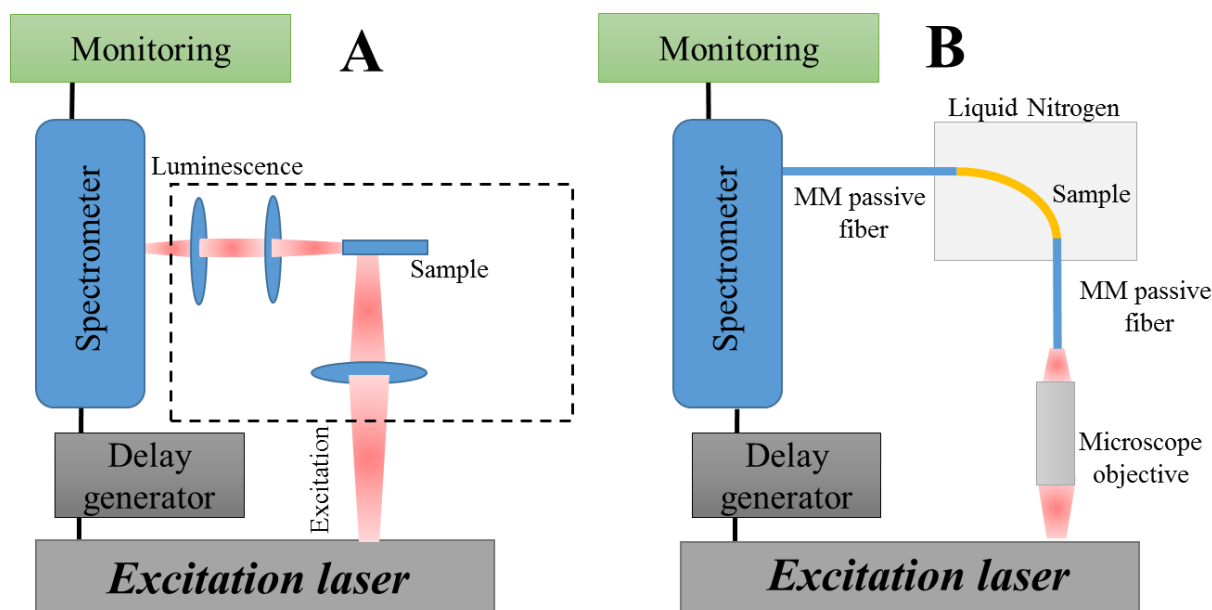 Monitoring
A
Spectrometer
Luminescence
Sample
Excitation
Delay
generator
Excitation laser
Monitoring
B
Liquid Nitrogen
Spectrometer
MM passive
fiber
Sample
MM passive
fiber
Microscope
objective
Delay
generator
Excitation laser